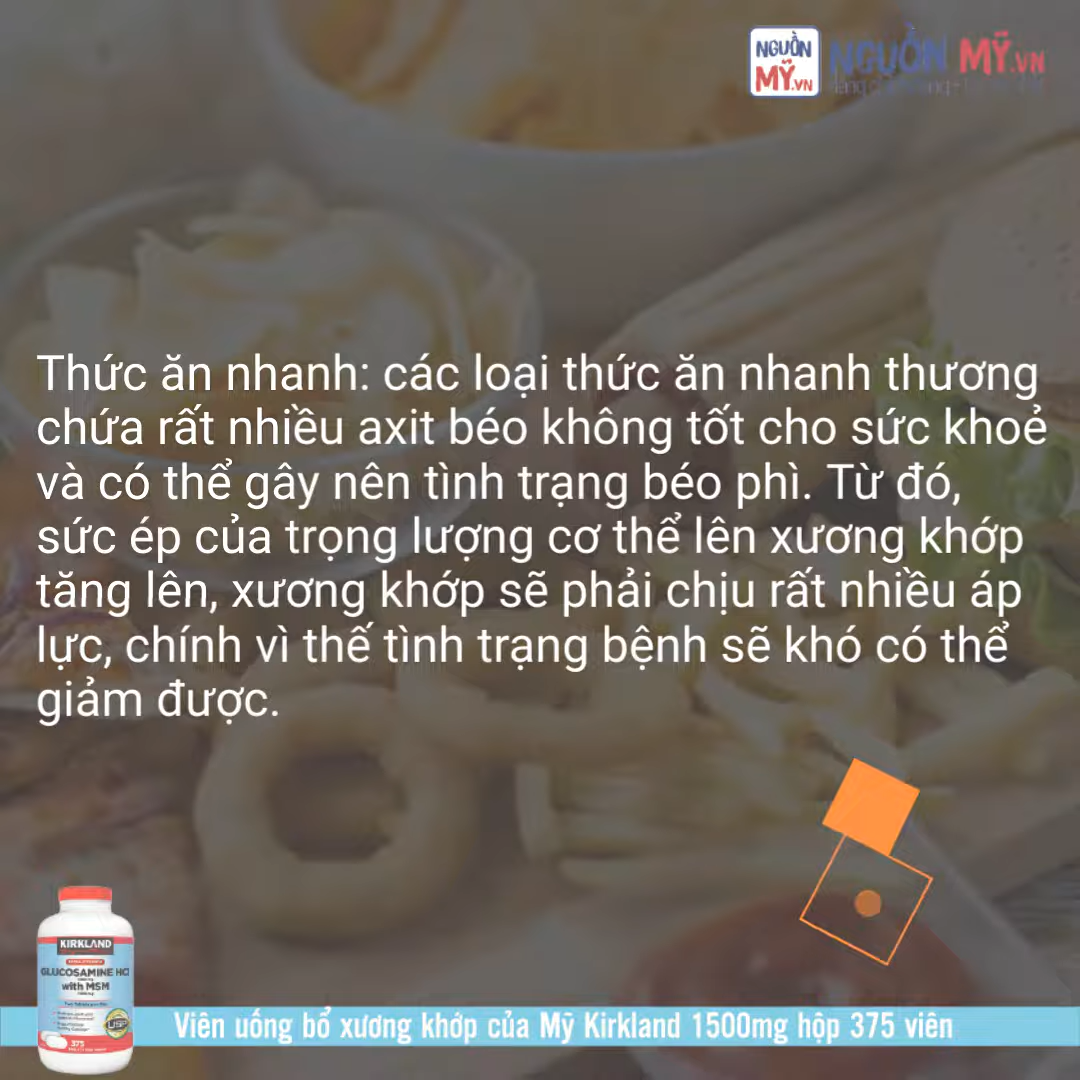 NGUỒN
MỸ.VN
NGUỒN MỸ.VN
Thức ăn nhanh: các loại thức ăn nhanh thương
chứa rất nhiều axit béo không tốt cho sức khoẻ
và có thể gây nên tình trạng béo phì. Từ đó,
sức ép của trọng lượng cơ thể lên xương khớp
tăng lên, xương khớp sẽ phải chịu rất nhiều áp
lực, chính vì thế tình trạng bệnh sẽ khó có thể
giảm được.
KIRKLAND
GLUCOSAMINE HCl
with MSM
USP
375
Viên uống bổ xương khớp của Mỹ Kirkland 1500mg hộp 375 viên